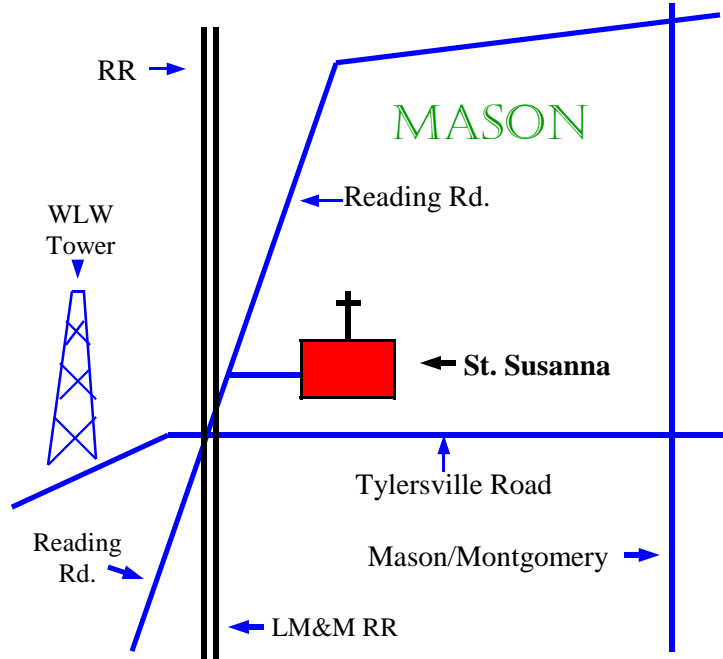 RR
MASON
Reading Rd.
WLW
Tower
St. Susanna
Tylersville Road
Reading
Rd.
Mason/Montgomery
LM&M RR